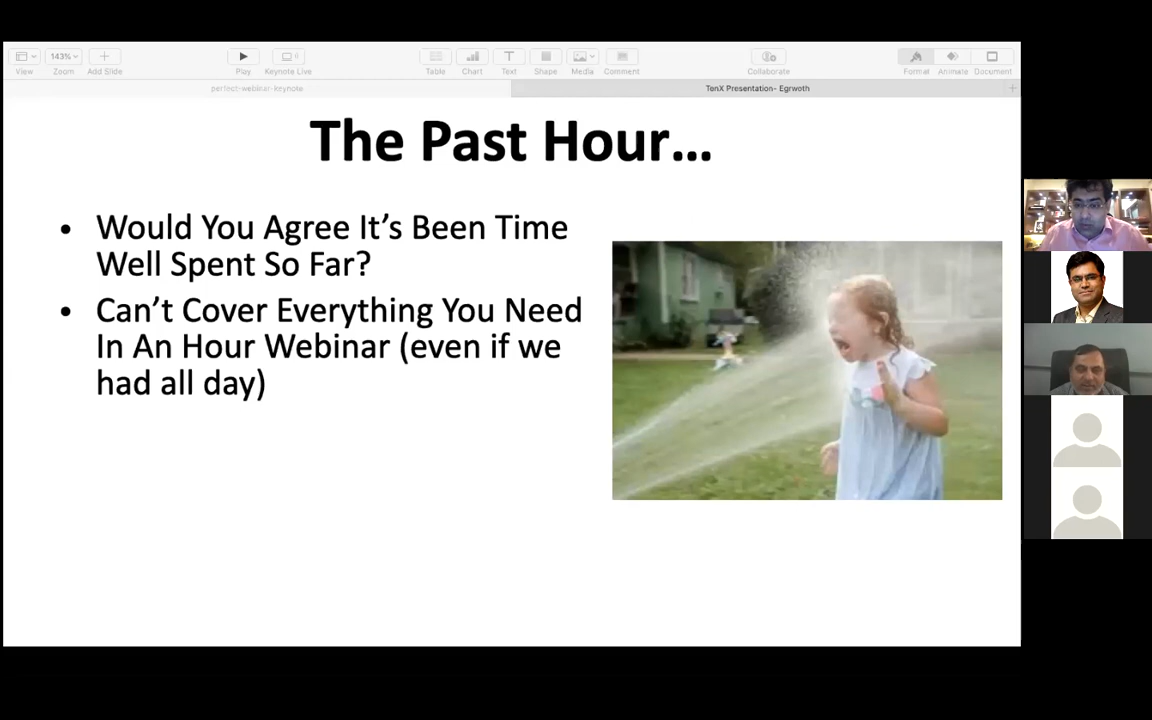 143%
View
Zoom
Add Slide
Play
Keynote Live
Table
Chart
Text
Shape
Media
Comment
Collaborate
Format
Animate
Document
perfect-webinar-keynote
TenX Presentation- Egrwoth
The Past Hour...
• Would You Agree It’s Been Time
Well Spent So Far?
• Can’t Cover Everything You Need
In An Hour Webinar (even if we
had all day)